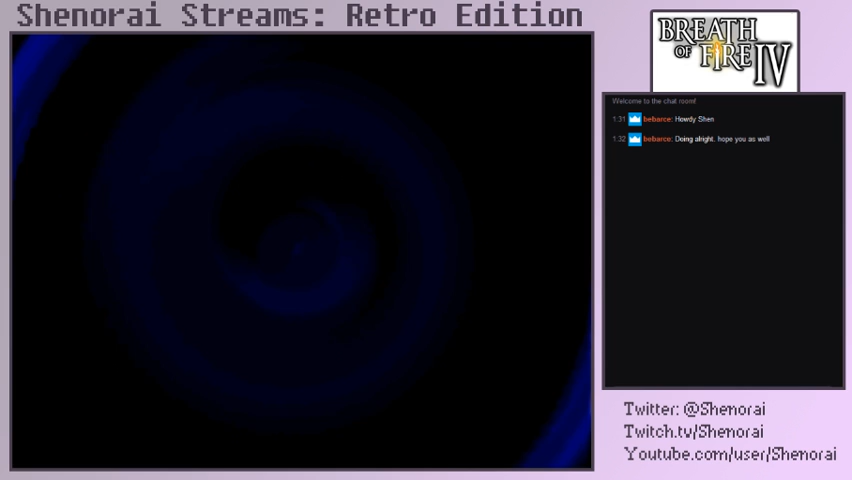 Shenorai Streams: Retro Edition
BREATH
OF FIRE IV
Welcome to the chat room!
1:31 bebarce: Howdy Shen
1:32 bebarce: Doing alright. hope you as well
Twitter: @Shenorai
Twitch.tv/Shenorai
Youtube.com/user/Shenorai